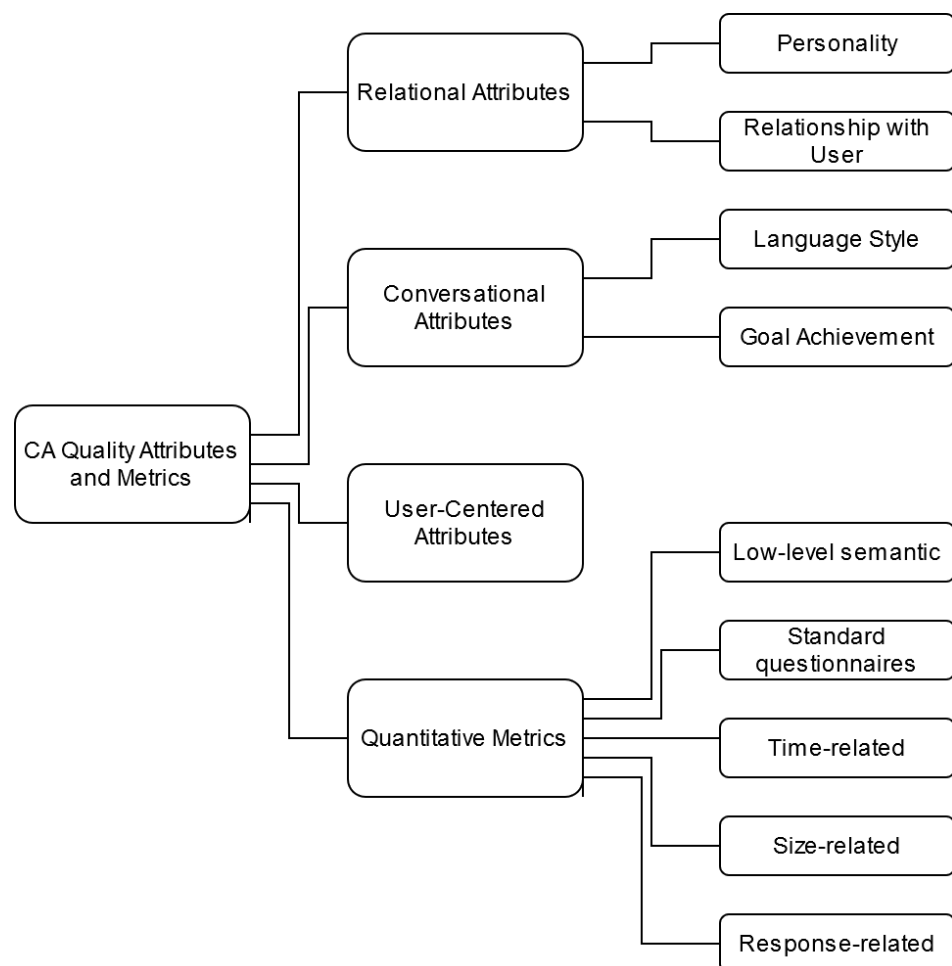 Personality
Relational Attributes
Relationship with
User
Language Style
Conversational
Attributes
Goal Achievement
CA Quality Attributes
and Metrics
User-Centered
Attributes
Low-level semantic
Standard
questionnaires
Quantitative Metrics
Time-related
Size-related
Response-related